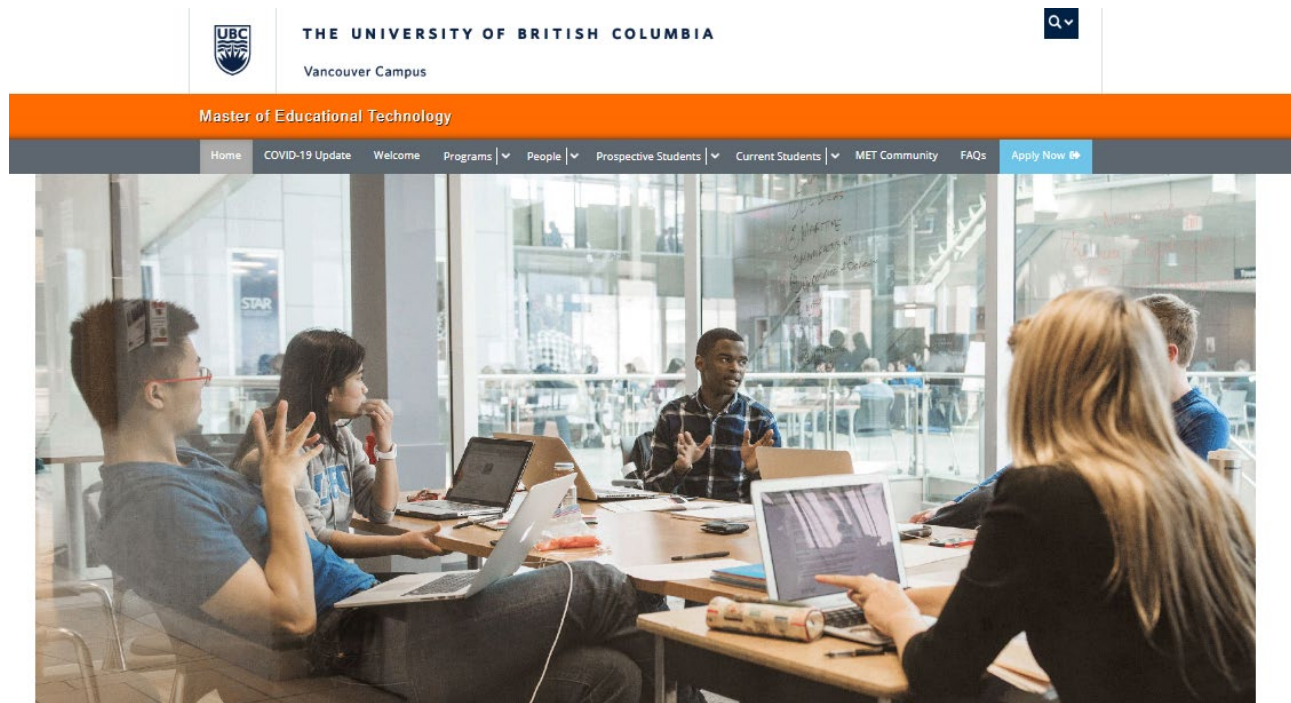 UBC
THE UNIVERSITY OF BRITISH COLUMBIA
Vancouver Campus
Master of Educational Technology
Home COVID-19 Update Welcome Programs People Prospective Students Current Students MET Community FAQs Apply Now
STAR
MARITIME